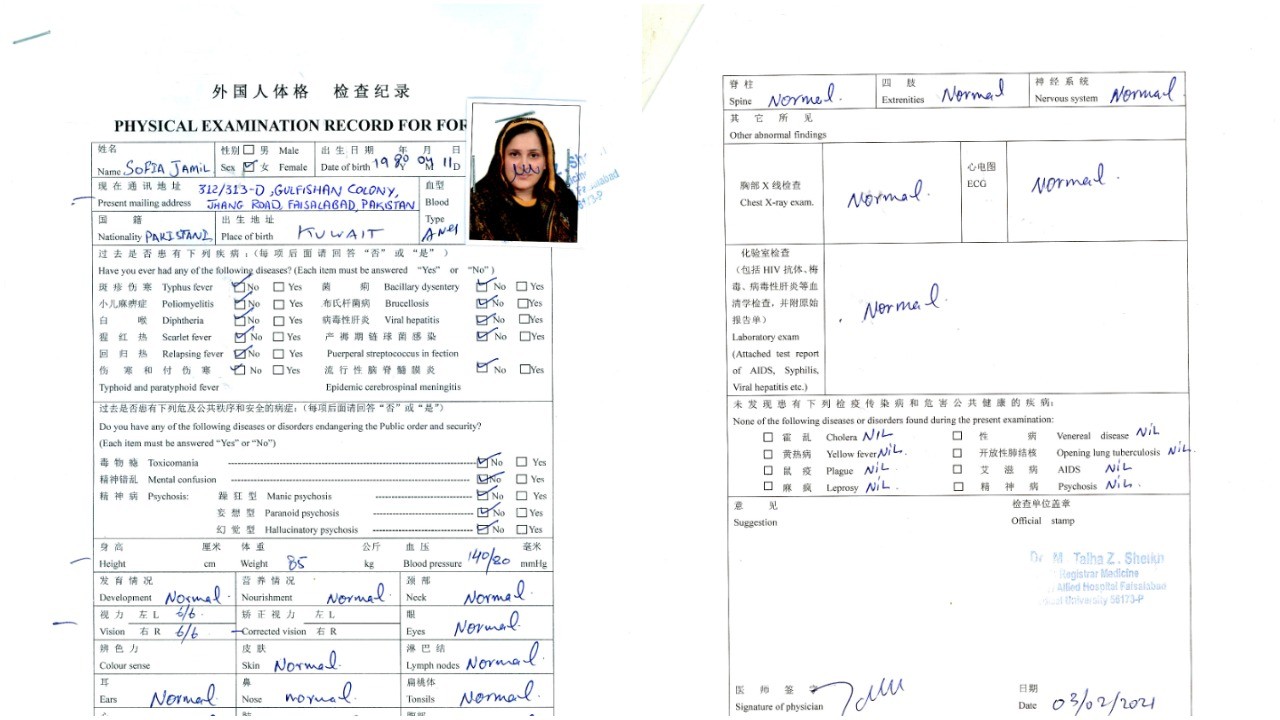 外国人体格 检查纪录
PHYSICAL EXAMINATION RECORD FOR FOR
姓名 性别 □ 男 Male 出生日期 年 月 日
Name SOFIA JAMIL Sex ☑ 女 Female Date of birth 1980 04 M 11 D
现在通讯地址 312/313-D, GULFISHAN COLONY, 血型
Present mailing address JHANG ROAD, FAISALABAD, PAKISTAN Blood
国 籍 出生地址 Type
Nationality PAKISTANI, Place of birth KUWAIT
过去是否患有下列疾病：(每项后面请回答“否”或“是”)
Have you ever had any of the following diseases? (Each item must be answered “Yes” or “No”)
斑疹伤寒 Typhus fever ☑ No □ Yes 菌 痢 Bacillary dysentery ☑ No □ Yes
小儿麻痹症 Poliomyelitis ☑ No □ Yes 布氏杆菌病 Brucellosis ☑ No □ Yes
白 喉 Diphtheria ☑ No □ Yes 病毒性肝炎 Viral hepatitis ☑ No □ Yes
猩红热 Scarlet fever ☑ No □ Yes 产褥期链球菌感染 ☑ No □ Yes
回归热 Relapsing fever ☑ No □ Yes Puerperal streptococcus in fection
伤寒和付伤寒 ☑ No □ Yes 流行性脑脊髓膜炎 ☑ No □ Yes
Typhoid and paratyphoid fever Epidemic cerebrospinal meningitis
过去是否患有下列危及公共秩序和安全的病症：(每项后面请回答“否”或“是”)
Do you have any of the following diseases or disorders endangering the Public order and security?
(Each item must be answered “Yes” or “No”)
毒物瘾 Toxicomania ☑ No □ Yes
精神错乱 Mental confusion ☑ No □ Yes
精神病 Psychosis: 躁狂型 Manic psychosis ☑ No □ Yes
妄想型 Paranoid psychosis ☑ No □ Yes
幻觉型 Hallucinatory psychosis ☑ No □ Yes
身高 厘米 体重 公斤 血压 毫米
Height cm Weight 85 kg Blood pressure 140/80 mmHg
发育情况 营养情况 颈部
Development Normal. Nourishment Normal. Neck Normal.
视力 左 L 6/6 矫正视力 左 L 眼
Vision 右 R 6/6 Corrected vision 右 R Eyes Normal.
辨色力 皮肤 淋巴结
Colour sense Skin Normal. Lymph nodes Normal.
耳 鼻 扁桃体
Ears Normal Nose normal. Tonsils Normal.
脊柱 四肢 神经系统
Spine Normal. Extrenities Normal Nervous system Normal
其它所见
Other abnormal findings
胸部 X 线检查 心电图
Chest X-ray exam. Normal. ECG Normal.
化验室检查
(包括 HIV 抗体、梅
毒、病毒性肝炎等血
清学检查，并附原始
报告单) Normal.
Laboratory exam
(Attached test report
of AIDS, Syphilis,
Viral hepatitis etc.)
未发现患有下列检疫传染病和危害公共健康的疾病：
None of the following diseases or disorders found during the present examination:
□ 霍乱 Cholera NIL □ 性 病 Venereal disease NIL
□ 黄热病 Yellow fever NIL. □ 开放性肺结核 Opening lung tuberculosis NIL.
□ 鼠疫 Plague NIL. □ 艾滋病 AIDS NIL
□ 麻疯 Leprosy NIL. □ 精神病 Psychosis NIL.
意 见 检查单位盖章
Suggestion Official stamp
Dr M Talha Z. Sheikh
Registrar Medicine
Allied Hospital Faisalabad
University 56173-P
医师签字 日期
Signature of physician Date 03/02/2021